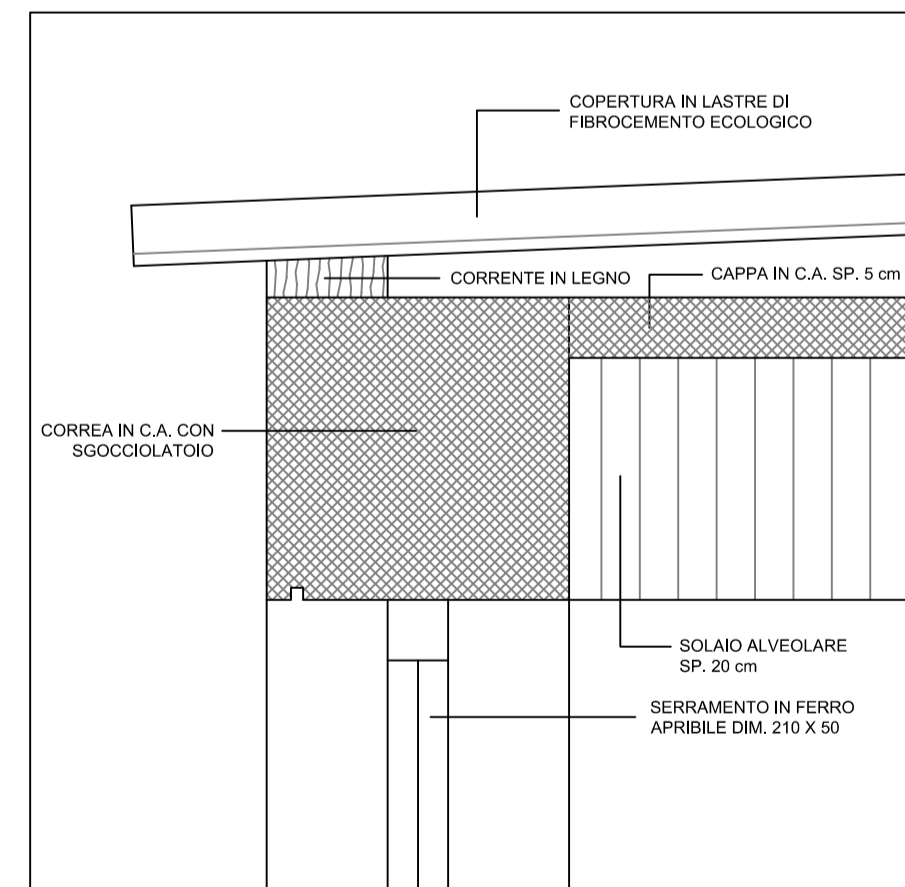 COPERTURA IN LASTRE DI
FIBROCEMENTO ECOLOGICO
CORRENTE IN LEGNO
CAPPA IN C.A. SP. 5 cm
CORREA IN C.A. CON
SGOCCIOLATOIO
SOLAIO ALVEOLARE
SP. 20 cm
SERRAMENTO IN FERRO
APRIBILE DIM. 210 X 50